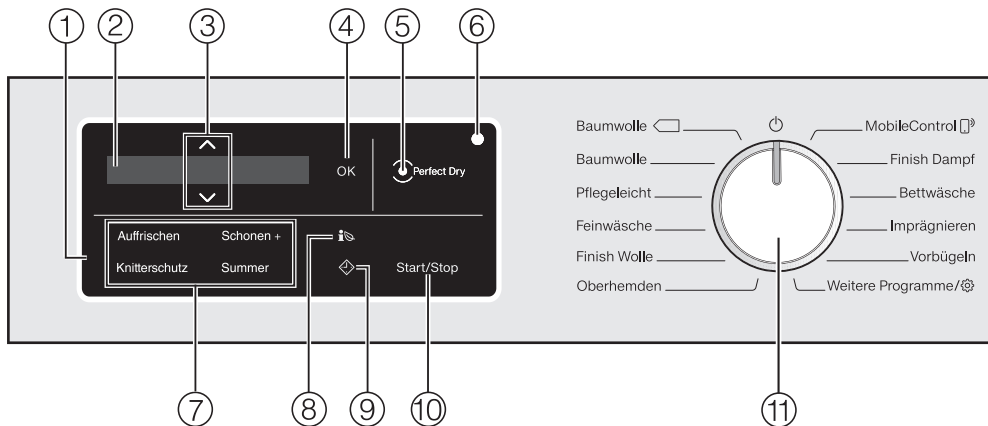 ① ② ③ ④ ⑤ ⑥
OK
Perfect Dry
Auffrischen Schonen +
Knitterschutz Summer
Start/Stop
Baumwolle
Baumwolle
Pflegeleicht
Feinwäsche
Finish Wolle
Oberhemden
MobileControl
Finish Dampf
Bettwäsche
Imprägnieren
Vorbügeln
Weitere Programme/
⑦ ⑧ ⑨ ⑩ ⑪